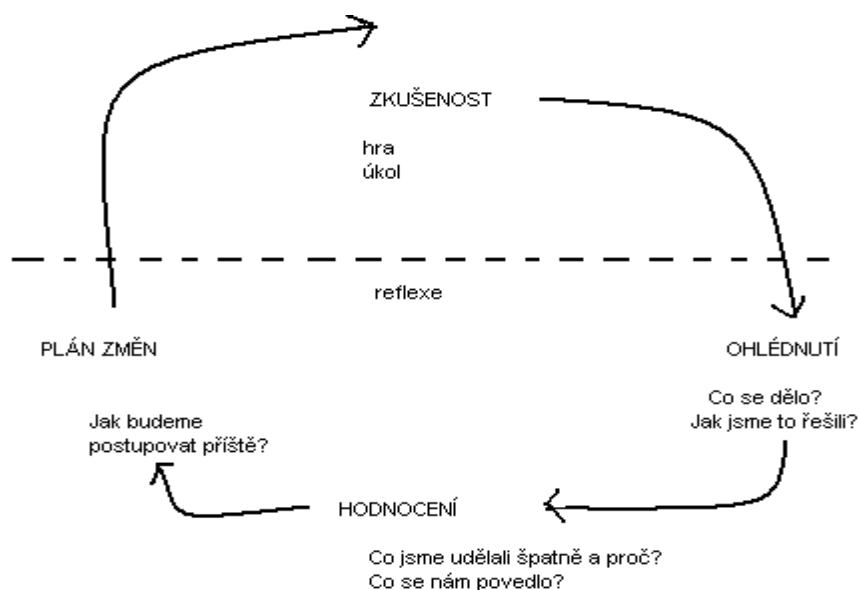 ZKUŠENOST
hra
úkol
reflexe
PLÁN ZMĚN
OHLÉDNUTÍ
Co se dělo?
Jak jsme to řešili?
Jak budeme
postupovat příště?
HODNOCENÍ
Co jsme udělali špatně a proč?
Co se nám povedlo?